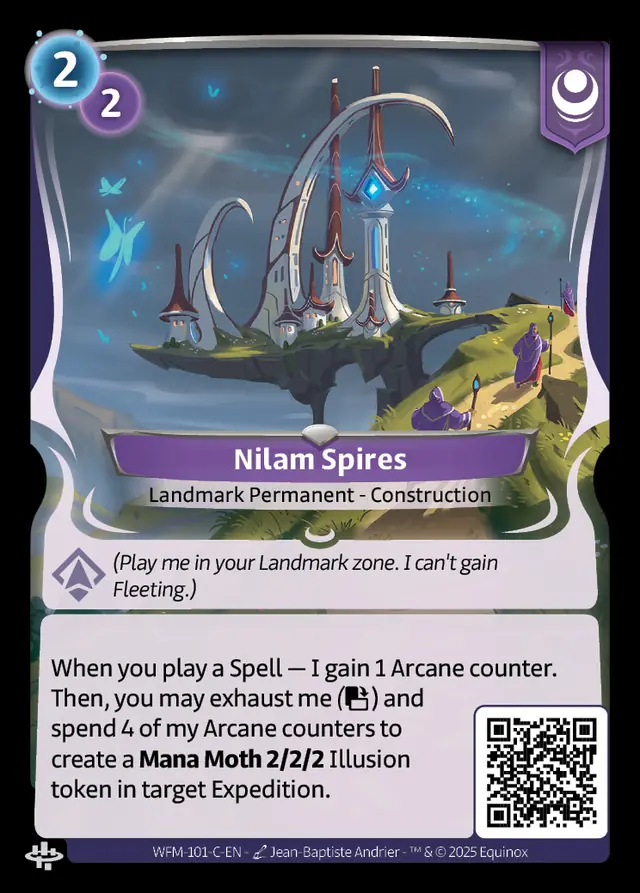 2
2
Nilam Spires
Landmark Permanent - Construction
(Play me in your Landmark zone. I can't gain
Fleeting.)
When you play a Spell — I gain 1 Arcane counter.
Then, you may exhaust me () and
spend 4 of my Arcane counters to
create a Mana Moth 2/2/2 Illusion
token in target Expedition.
WFM-101-C-EN - Jean-Baptiste Andrier - ™ & © 2025 Equinox